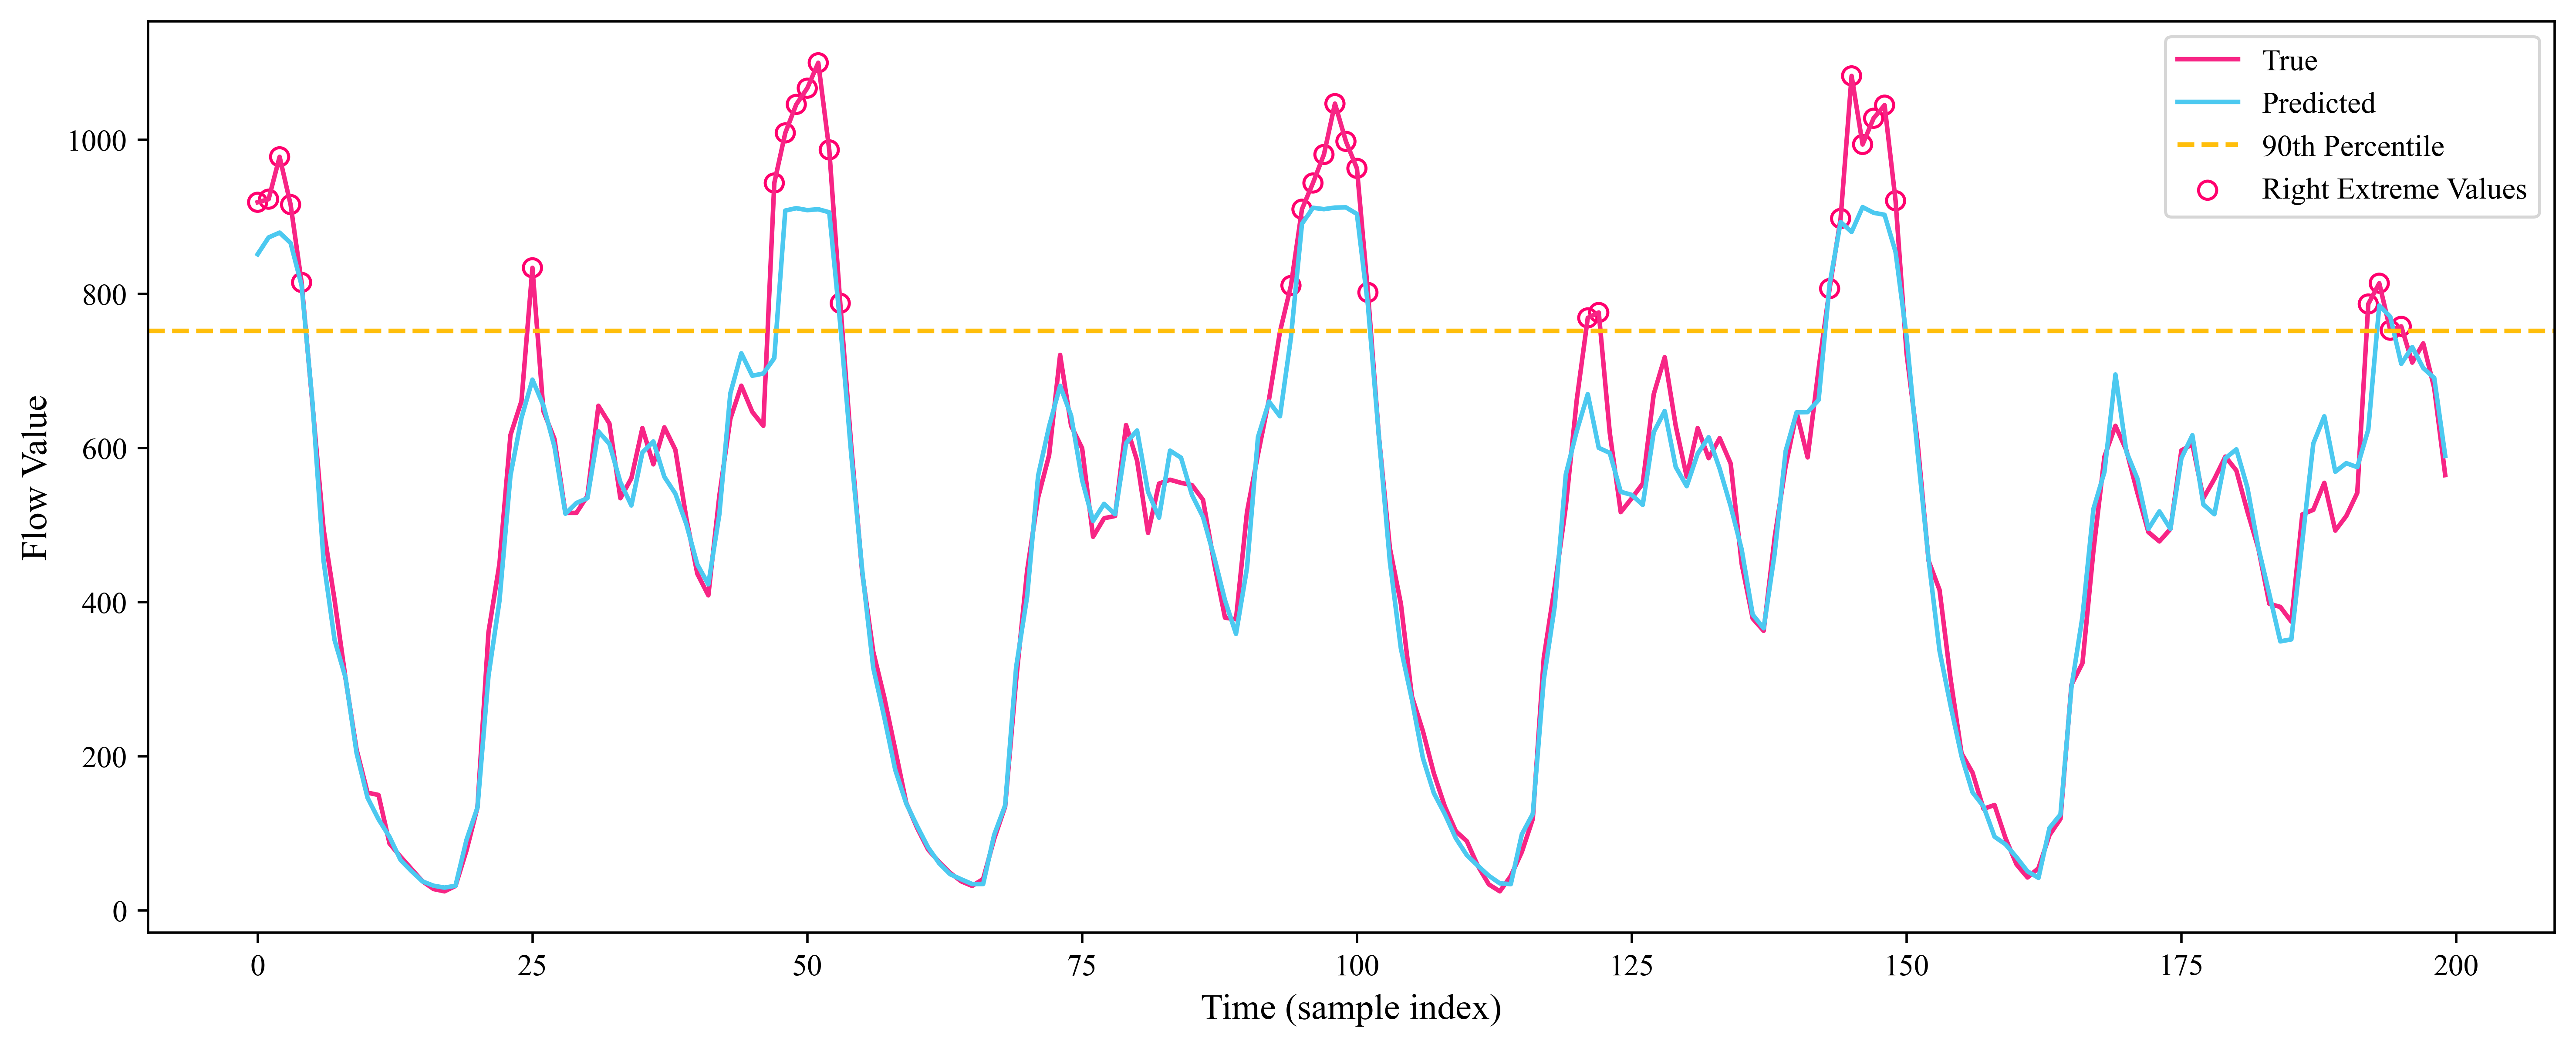 True
Predicted
90th Percentile
Right Extreme Values
Flow Value
1000
800
600
400
200
0
0 25 50 75 100 125 150 175 200
Time (sample index)